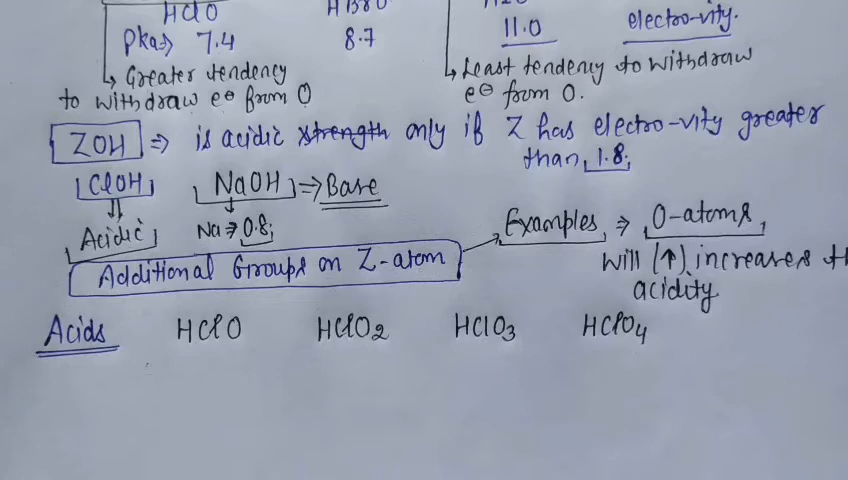 HClO HBrO
11.0 electro-vity.
Pka⇒ 7.4 8.7
↳ Greater tendency
to withdraw e⊖ from O
↳ Least tendency to withdraw
e⊖ from O.
ZOH ⇒ is acidic strength only if Z has electro-vity greater
than 1.8;
ClOH NaOH ⇒ Base
Acidic Na⇒ 0.8;
Additional Groups on Z-atom
Examples ⇒ O-atoms,
will (↑) increases
acidity
Acids HClO HClO2 HClO3 HClO4